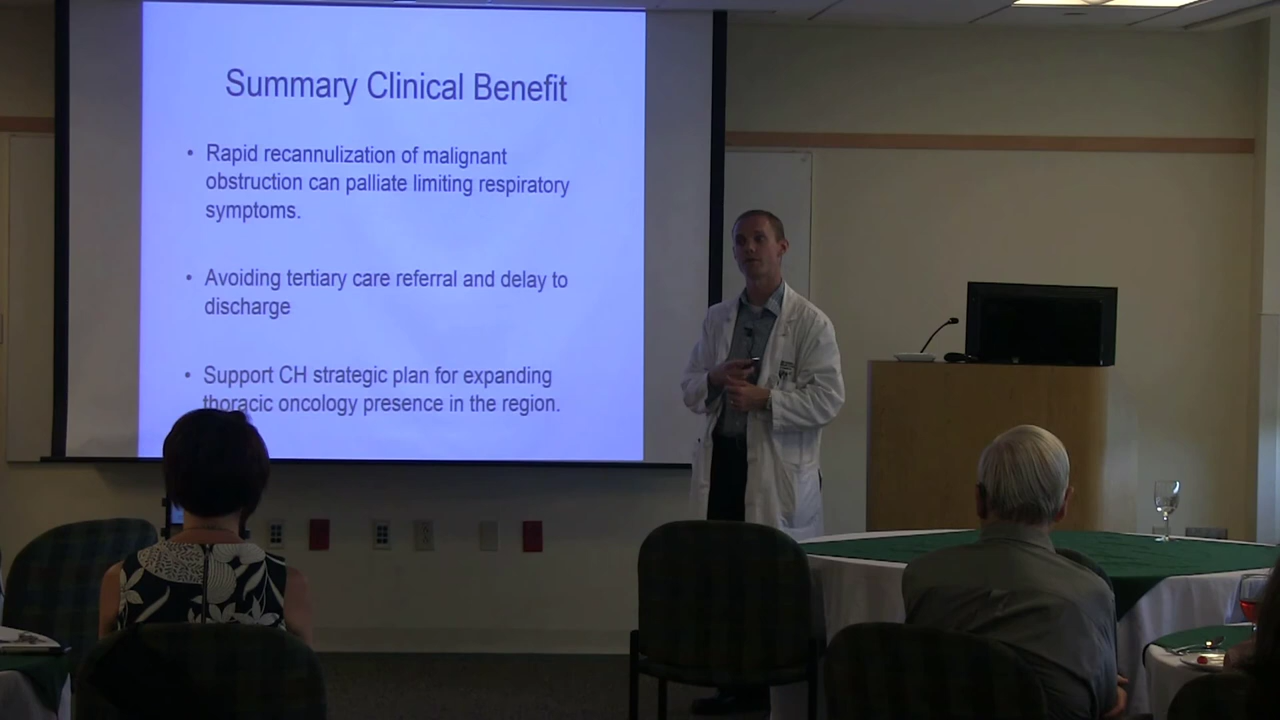 Summary Clinical Benefit
• Rapid recannulization of malignant
obstruction can palliate limiting respiratory
symptoms.
• Avoiding tertiary care referral and delay to
discharge
• Support CH strategic plan for expanding
thoracic oncology presence in the region.